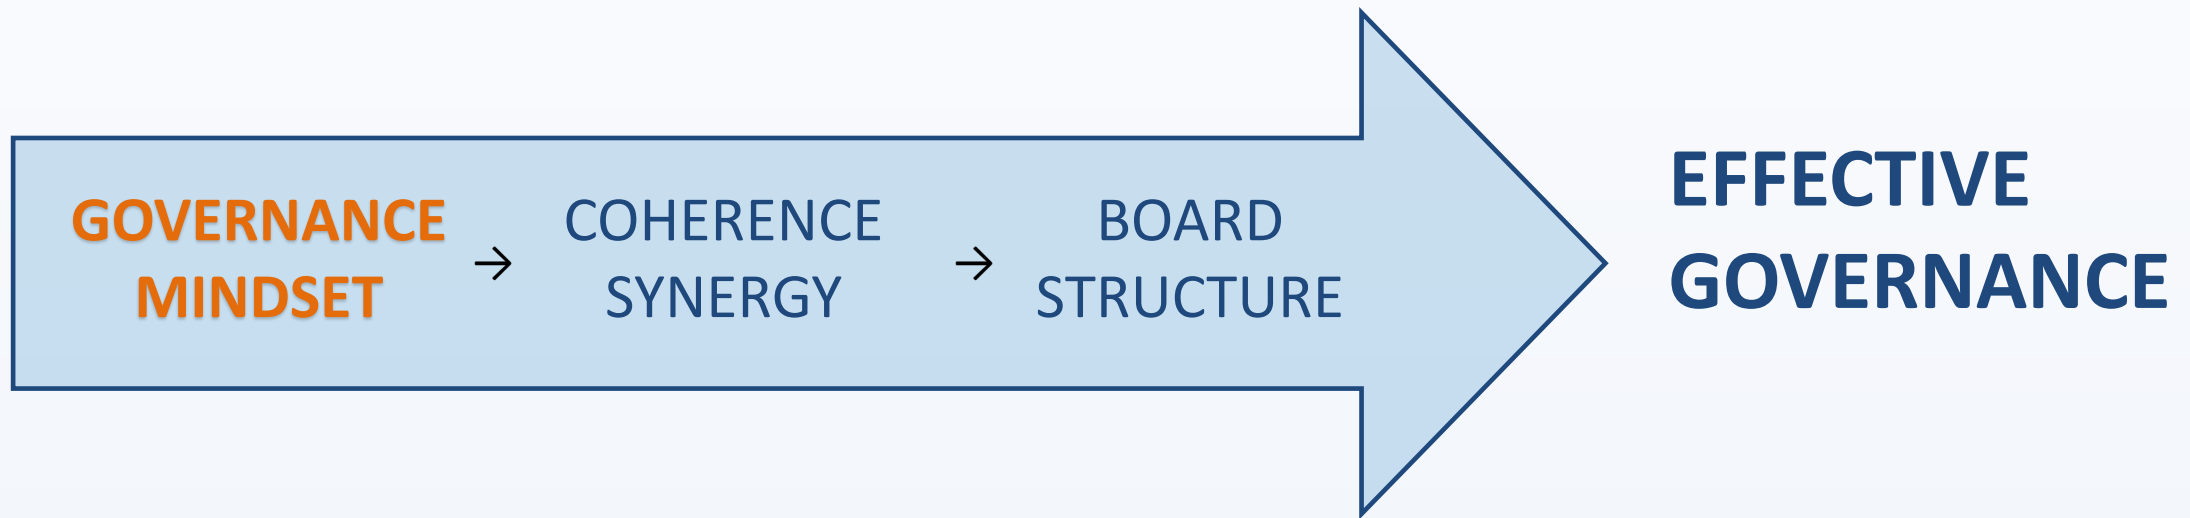 GOVERNANCE
MINDSET
→
COHERENCE
SYNERGY
→
BOARD
STRUCTURE
EFFECTIVE
GOVERNANCE